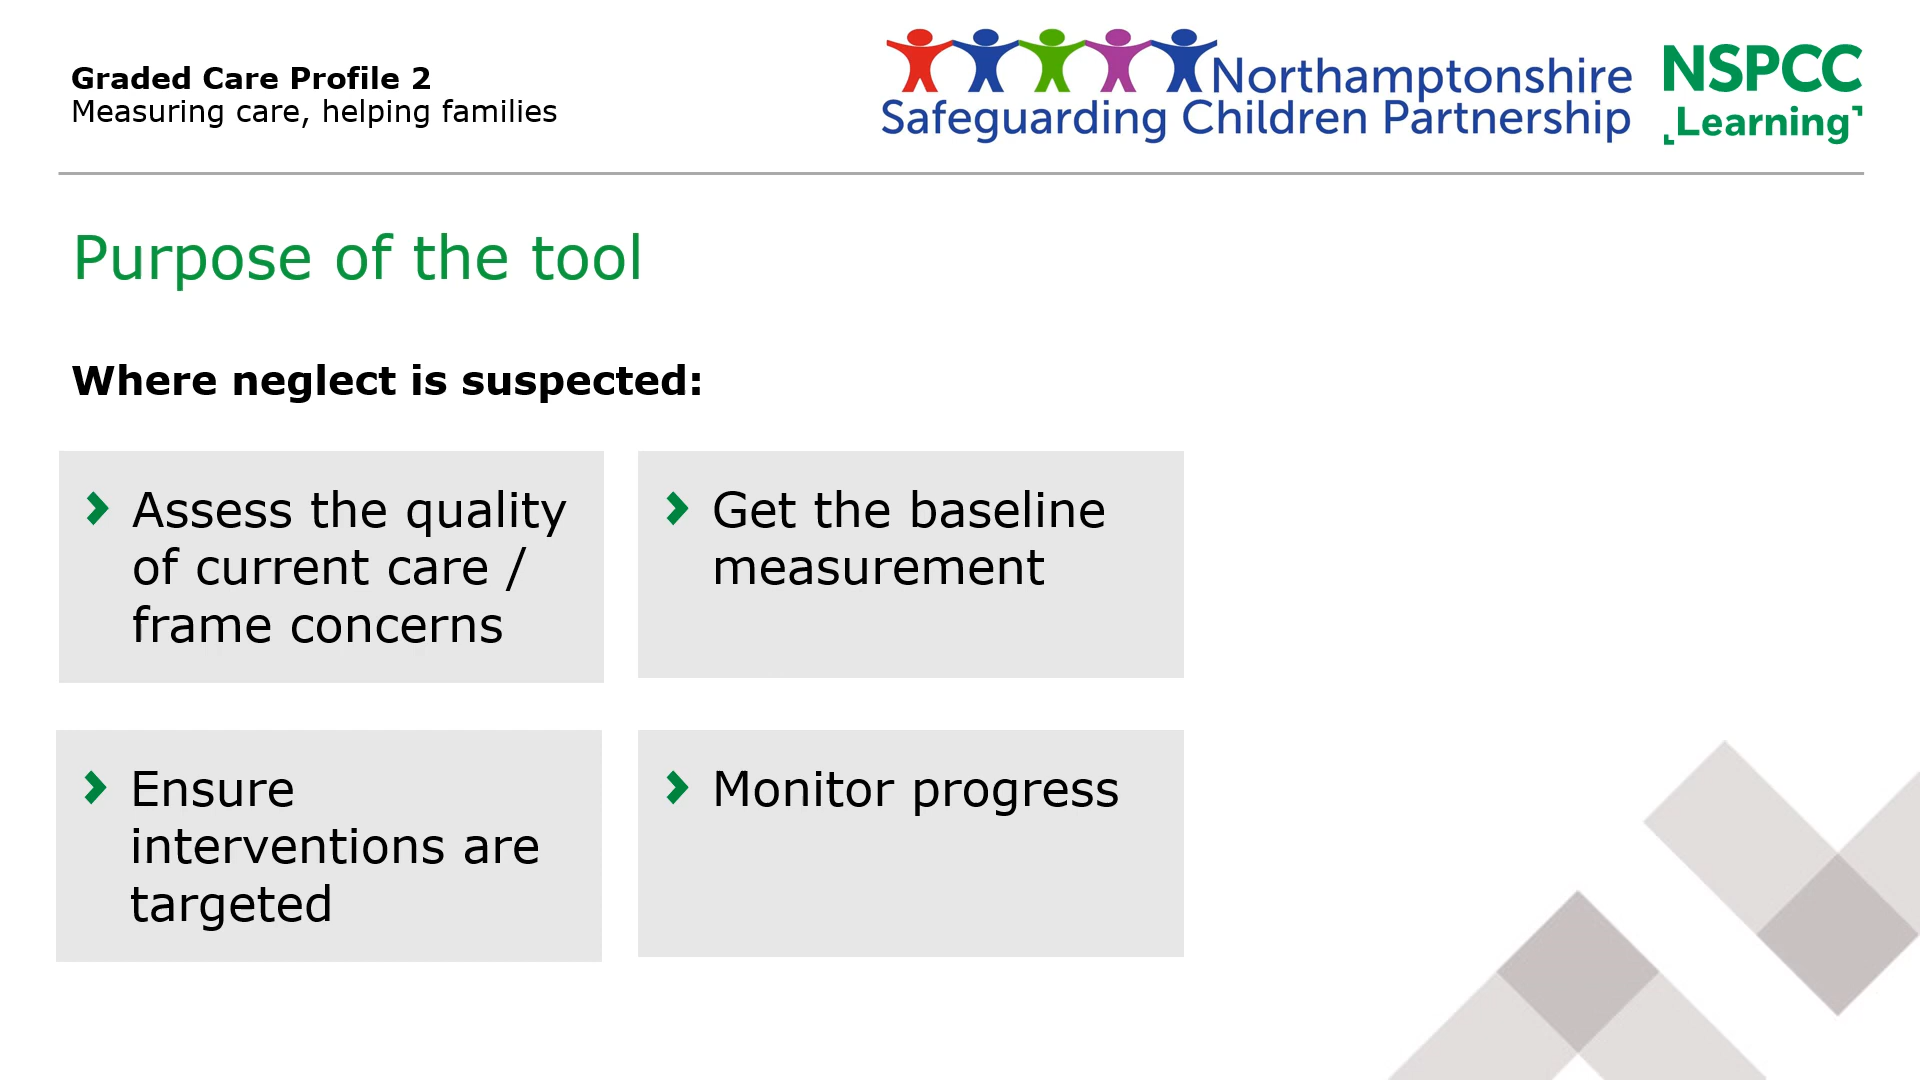 Graded Care Profile 2
Measuring care, helping families
Northamptonshire
Safeguarding Children Partnership
NSPCC
Learning
Purpose of the tool
Where neglect is suspected:
Assess the quality
of current care /
frame concerns
Get the baseline
measurement
Ensure
interventions are
targeted
Monitor progress